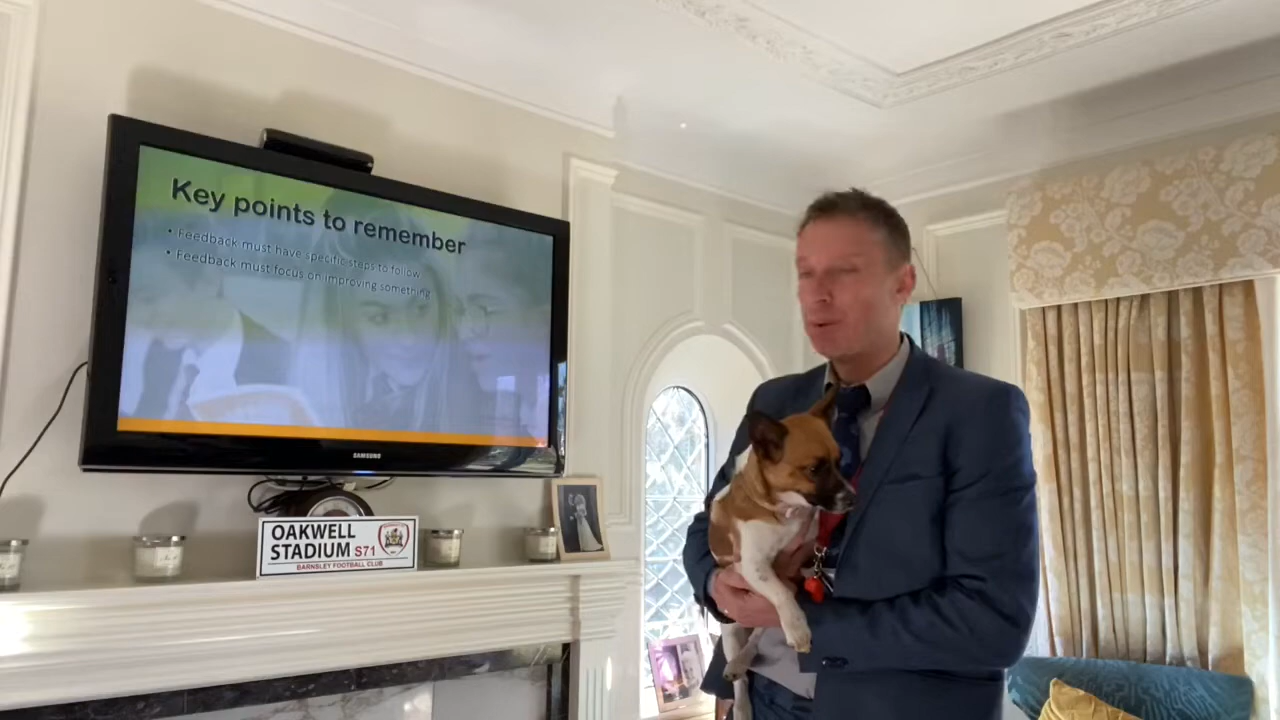 Key points to remember
• Feedback must have specific steps to follow
• Feedback must focus on improving something
SAMSUNG
OAKWELL
STADIUM S71
BARNSLEY FOOTBALL CLUB